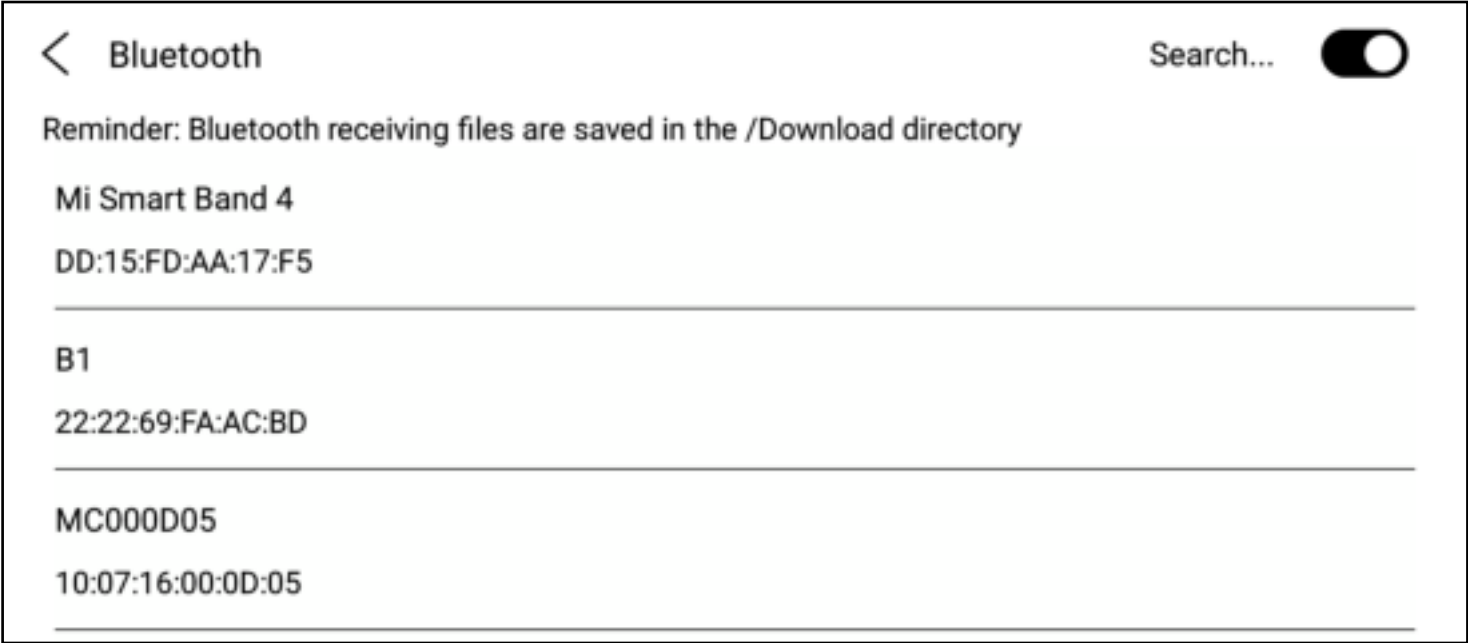 Bluetooth Search...
Reminder: Bluetooth receiving files are saved in the /Download directory
Mi Smart Band 4
DD:15:FD:AA:17:F5
B1
22:22:69:FA:AC:BD
MC000D05
10:07:16:00:0D:05